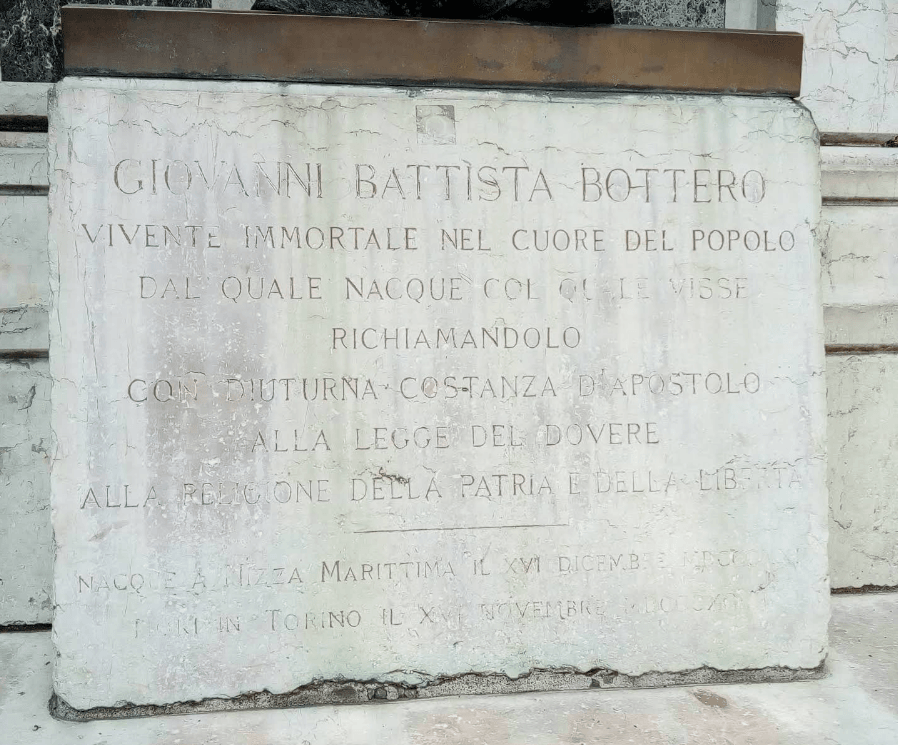 GIOVANNI BATTISTA BOTTERO
VIVENTE IMMORTALE NEL CUORE DEL POPOLO
DAL QUALE NACQUE COL QUALE VISSE
RICHIAMANDOLO
CON DIUTURNA COSTANZA D'APOSTOLO
ALLA LEGGE DEL DOVERE
ALLA RELIGIONE DELLA PATRIA E DELLA LIBERTA
NACQUE A NIZZA MARITTIMA IL XVI DICEMBRE
MORÌ IN TORINO IL NOVEMBRE